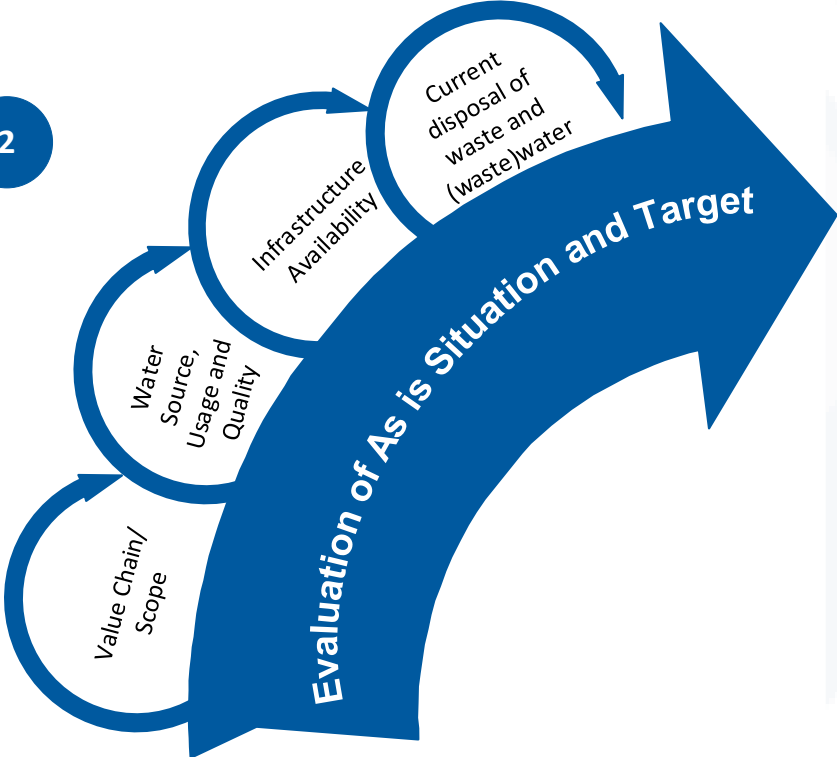 2
Current
disposal of
waste and
(waste)water
Infrastructure
Availability
Water
Source,
Usage and
Quality
Value Chain/
Scope
Evaluation of As is Situation and Target